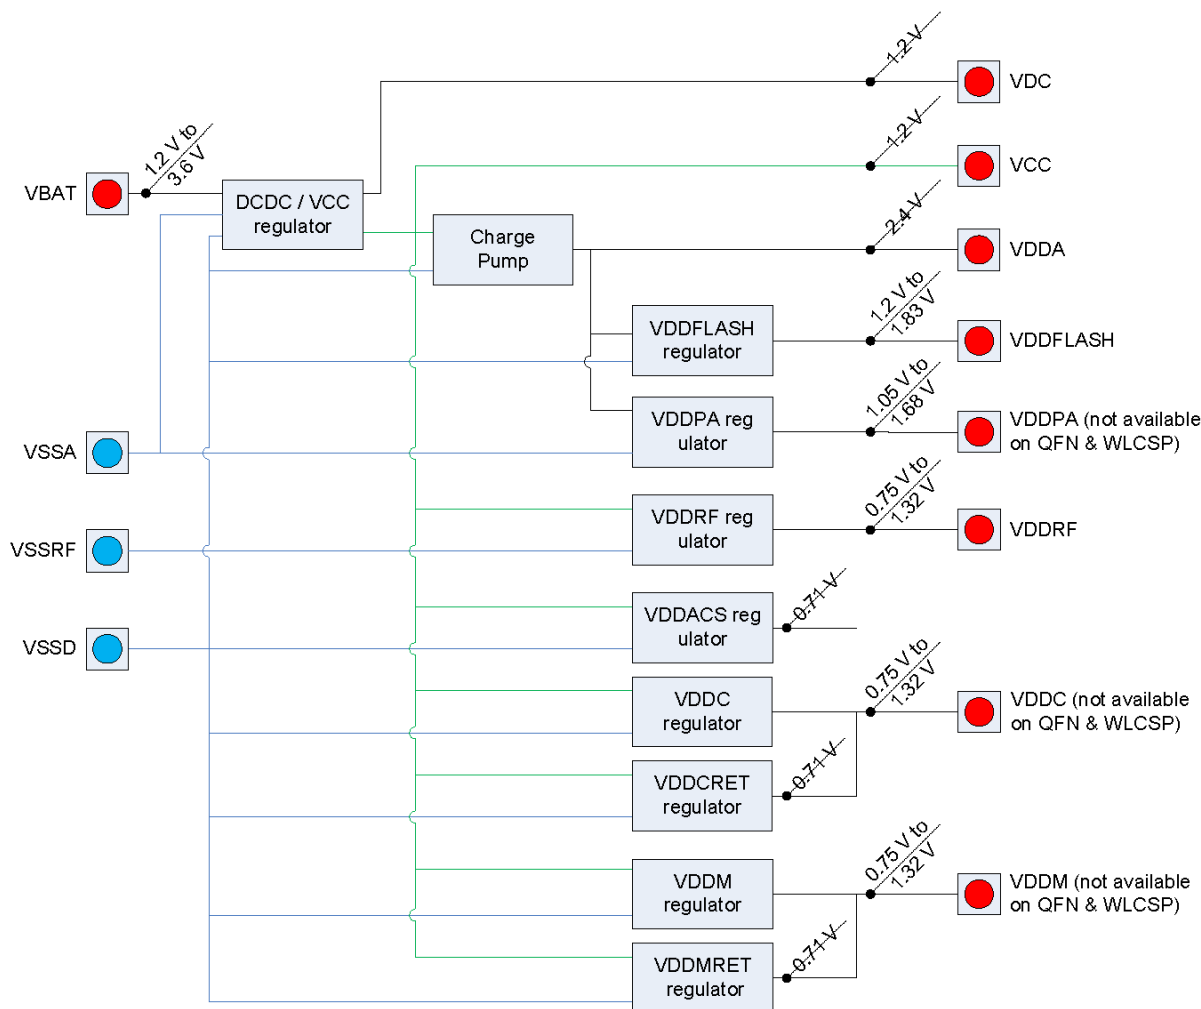 1.2 V
VDC
1.2 V
VCC
1.2 V to
3.6 V
VBAT
DCDC / VCC
regulator
Charge
Pump
2.4 V
VDDA
VDDFLASH
regulator
1.2 V to
1.83 V
VDDFLASH
VDDPA reg
ulator
1.05 V to
1.68 V
VDDPA (not available
on QFN & WLCSP)
VSSA
VDDRF reg
ulator
0.75 V to
1.32 V
VDDRF
VSSRF
VDDACS reg
ulator
0.71 V
VSSD
VDDC
regulator
0.75 V to
1.32 V
VDDC (not available
on QFN & WLCSP)
VDDCRET
regulator
0.71 V
VDDM
regulator
0.75 V to
1.32 V
VDDM (not available
on QFN & WLCSP)
VDDMRET
regulator
0.71 V